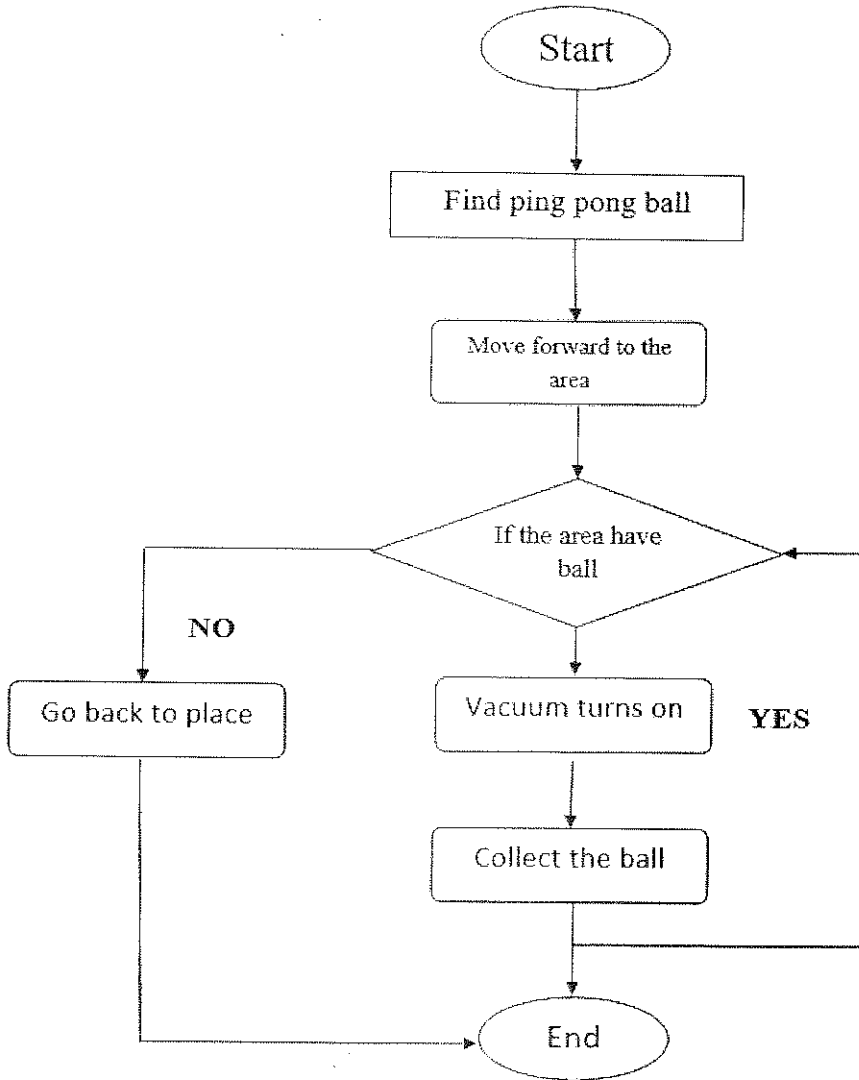 Start
Find ping pong ball
Move forward to the
area
If the area have
ball
NO
Go back to place
Vacuum turns on
YES
Collect the ball
End